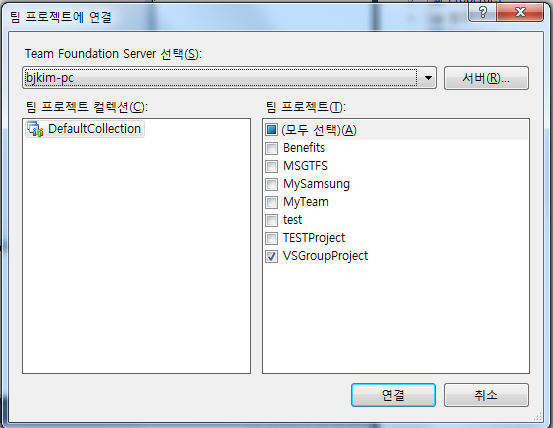 팀 프로젝트에 연결
Team Foundation Server 선택(S):
bjkim-pc
서버(R)...
팀 프로젝트 컬렉션(C):
팀 프로젝트(T):
DefaultCollection
(모두 선택)(A)
Benefits
MSGTFS
MySamsung
MyTeam
test
TESTProject
VSGroupProject
연결
취소